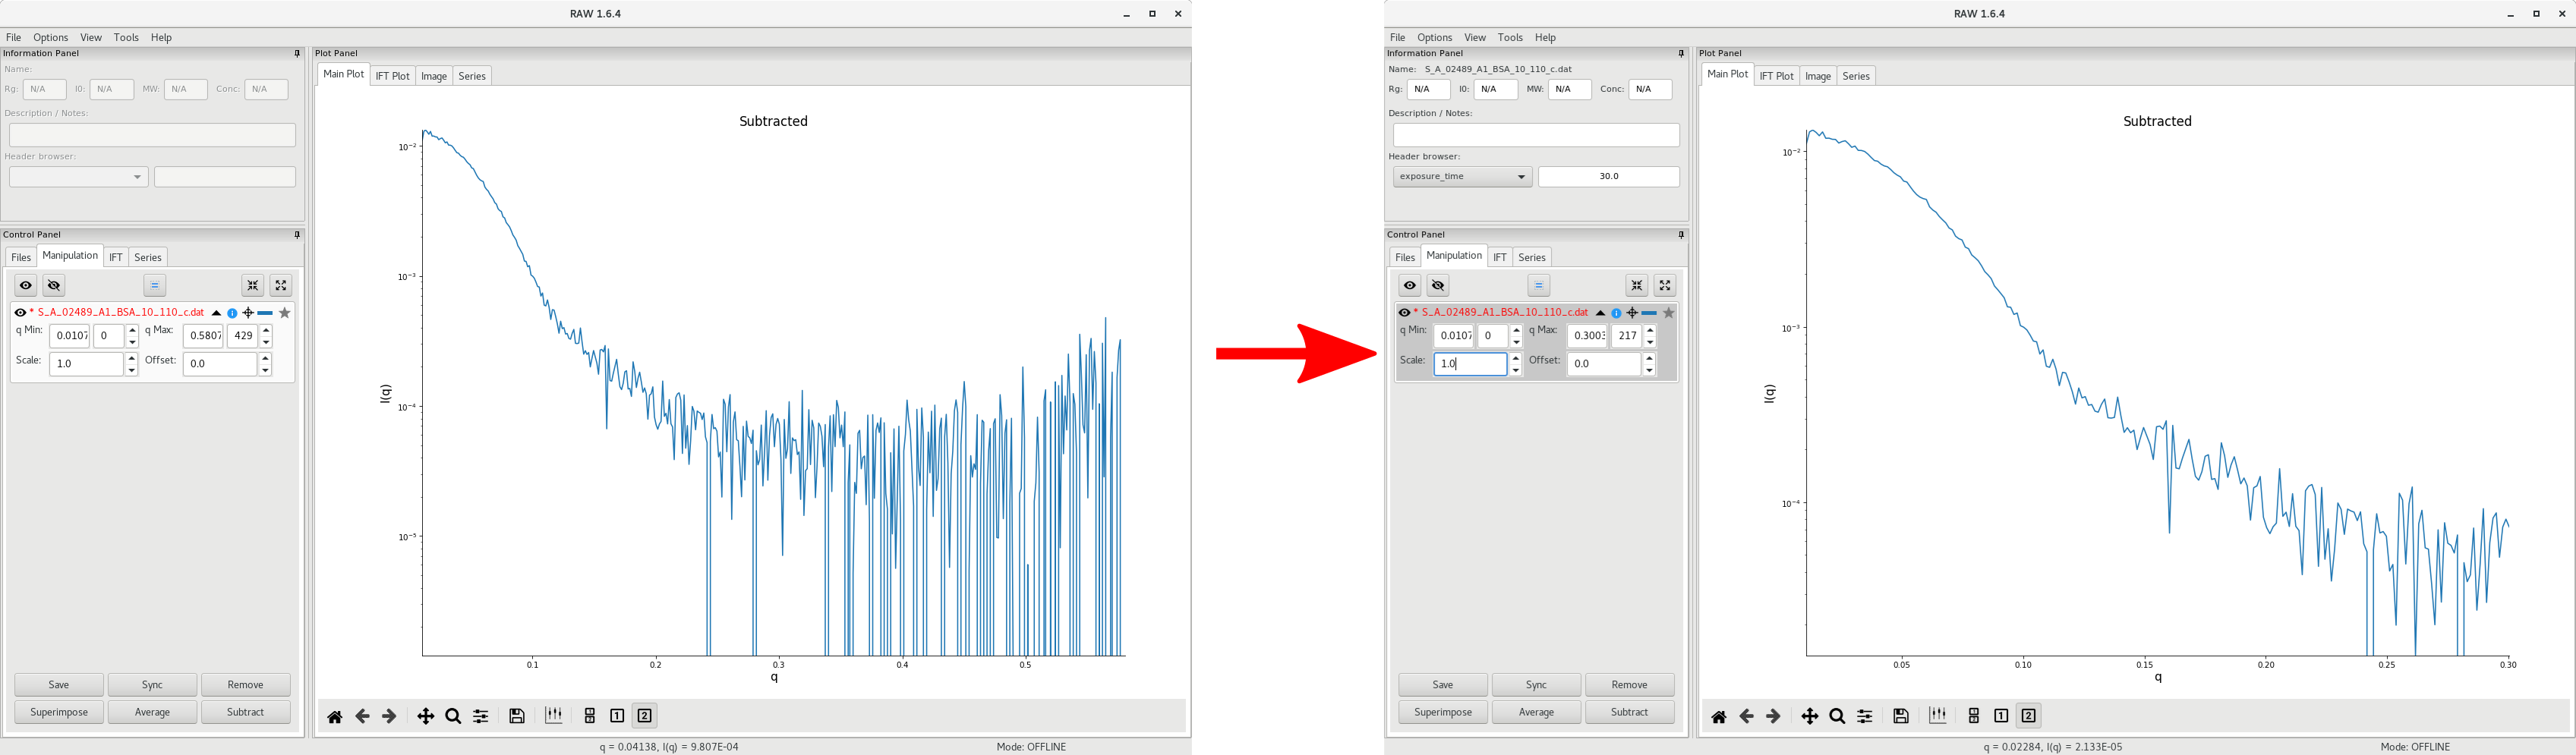 RAW 1.6.4
File Options View Tools Help
Information Panel
Name:
Rg: N/A I0: N/A MW: N/A Conc: N/A
Description / Notes:
Header browser:
Control Panel
Files Manipulation IFT Series
* S_A_02489_A1_BSA_10_110_c.dat
q Min: 0.0107 0 q Max: 0.5807 429
Scale: 1.0 Offset: 0.0
Save Sync Remove
Superimpose Average Subtract
Plot Panel
Main Plot IFT Plot Image Series
Subtracted
10⁻²
10⁻³
10⁻⁴
10⁻⁵
I(q)
0.1 0.2 0.3 0.4 0.5
q
1 2
q = 0.04138, I(q) = 9.807E-04 Mode: OFFLINE
RAW 1.6.4
File Options View Tools Help
Information Panel
Name: S_A_02489_A1_BSA_10_110_c.dat
Rg: N/A I0: N/A MW: N/A Conc: N/A
Description / Notes:
Header browser:
exposure_time 30.0
Control Panel
Files Manipulation IFT Series
* S_A_02489_A1_BSA_10_110_c.dat
q Min: 0.0107 0 q Max: 0.3003 217
Scale: 1.0 Offset: 0.0
Save Sync Remove
Superimpose Average Subtract
Plot Panel
Main Plot IFT Plot Image Series
Subtracted
10⁻²
10⁻³
10⁻⁴
I(q)
0.05 0.10 0.15 0.20 0.25 0.30
q
1 2
q = 0.02284, I(q) = 2.133E-05 Mode: OFFLINE